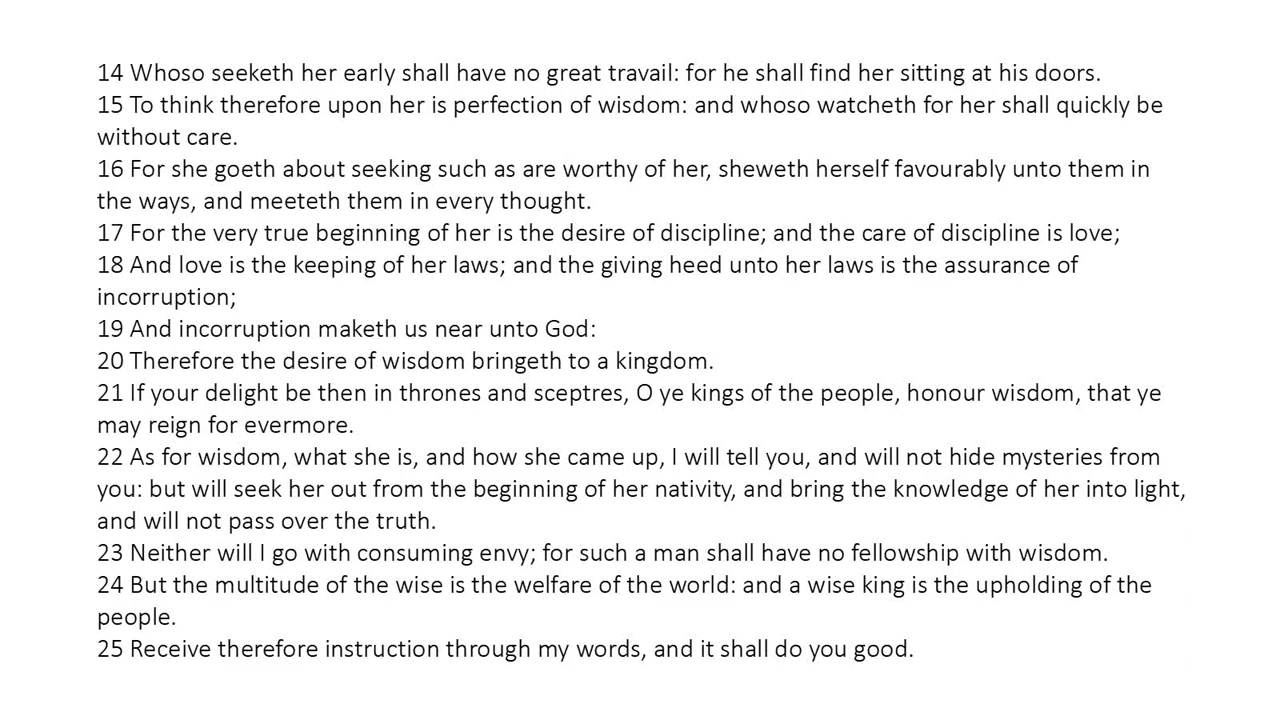 14 Whoso seeketh her early shall have no great travail: for he shall find her sitting at his doors.
15 To think therefore upon her is perfection of wisdom: and whoso watcheth for her shall quickly be
without care.
16 For she goeth about seeking such as are worthy of her, sheweth herself favourably unto them in
the ways, and meeteth them in every thought.
17 For the very true beginning of her is the desire of discipline; and the care of discipline is love;
18 And love is the keeping of her laws; and the giving heed unto her laws is the assurance of
incorruption;
19 And incorruption maketh us near unto God:
20 Therefore the desire of wisdom bringeth to a kingdom.
21 If your delight be then in thrones and sceptres, O ye kings of the people, honour wisdom, that ye
may reign for evermore.
22 As for wisdom, what she is, and how she came up, I will tell you, and will not hide mysteries from
you: but will seek her out from the beginning of her nativity, and bring the knowledge of her into light,
and will not pass over the truth.
23 Neither will I go with consuming envy; for such a man shall have no fellowship with wisdom.
24 But the multitude of the wise is the welfare of the world: and a wise king is the upholding of the
people.
25 Receive therefore instruction through my words, and it shall do you good.